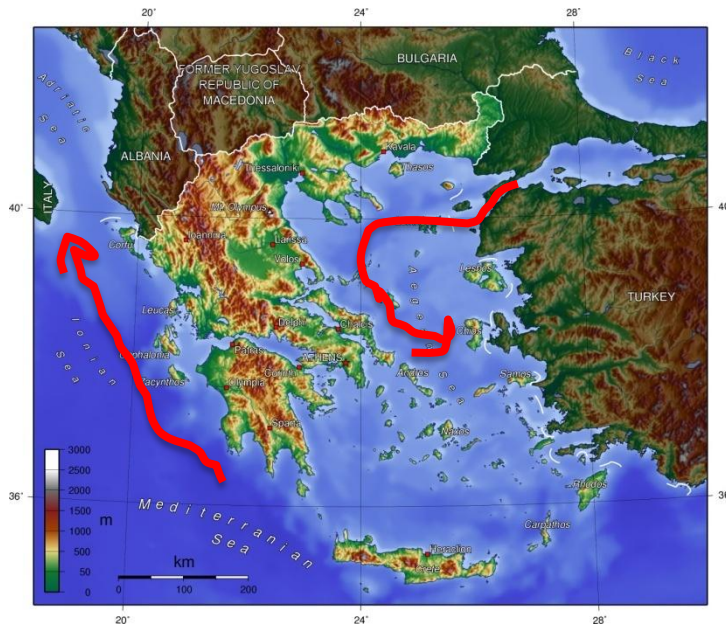 20°
24°
28°
Black
Sea
BULGARIA
FORMER YUGOSLAV
REPUBLIC OF
MACEDONIA
Adriatic
Sea
ALBANIA
Kavala
Thasos
Thessaloniki
ITALY
40°
40°
Mt. Olympus
Corfu
Ioannina
Larissa
Volos
Lesbos
Aegean
Sea
TURKEY
Leucas
Delphi
Chalcis
Chios
Ionian
Sea
Cephalonia
Patras
ATHENS
Andros
Samos
Zacynthos
Corinth
Olympia
Sparta
Naxos
3000
2500
2000
1500
1000
500
50
0
m
36°
36
Rhodos
Mediterranean
Sea
Carpathos
Heraclion
Crete
km
0
100
200
20°
24°
28°